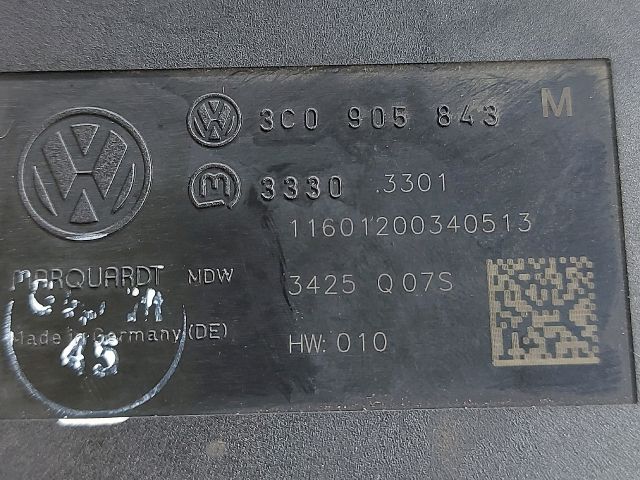 3C0 905 843 M
3330 .3301
11601200340513
MARQUARDT MDW 3425 Q07S
Made in Germany (DE)
45
HW: 010